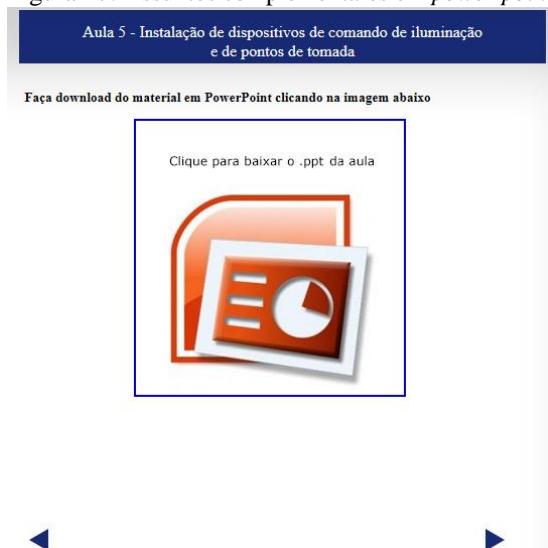 Aula 5 - Instalação de dispositivos de comando de iluminação
e de pontos de tomada
Faça download do material em PowerPoint clicando na imagem abaixo
Clique para baixar o .ppt da aula